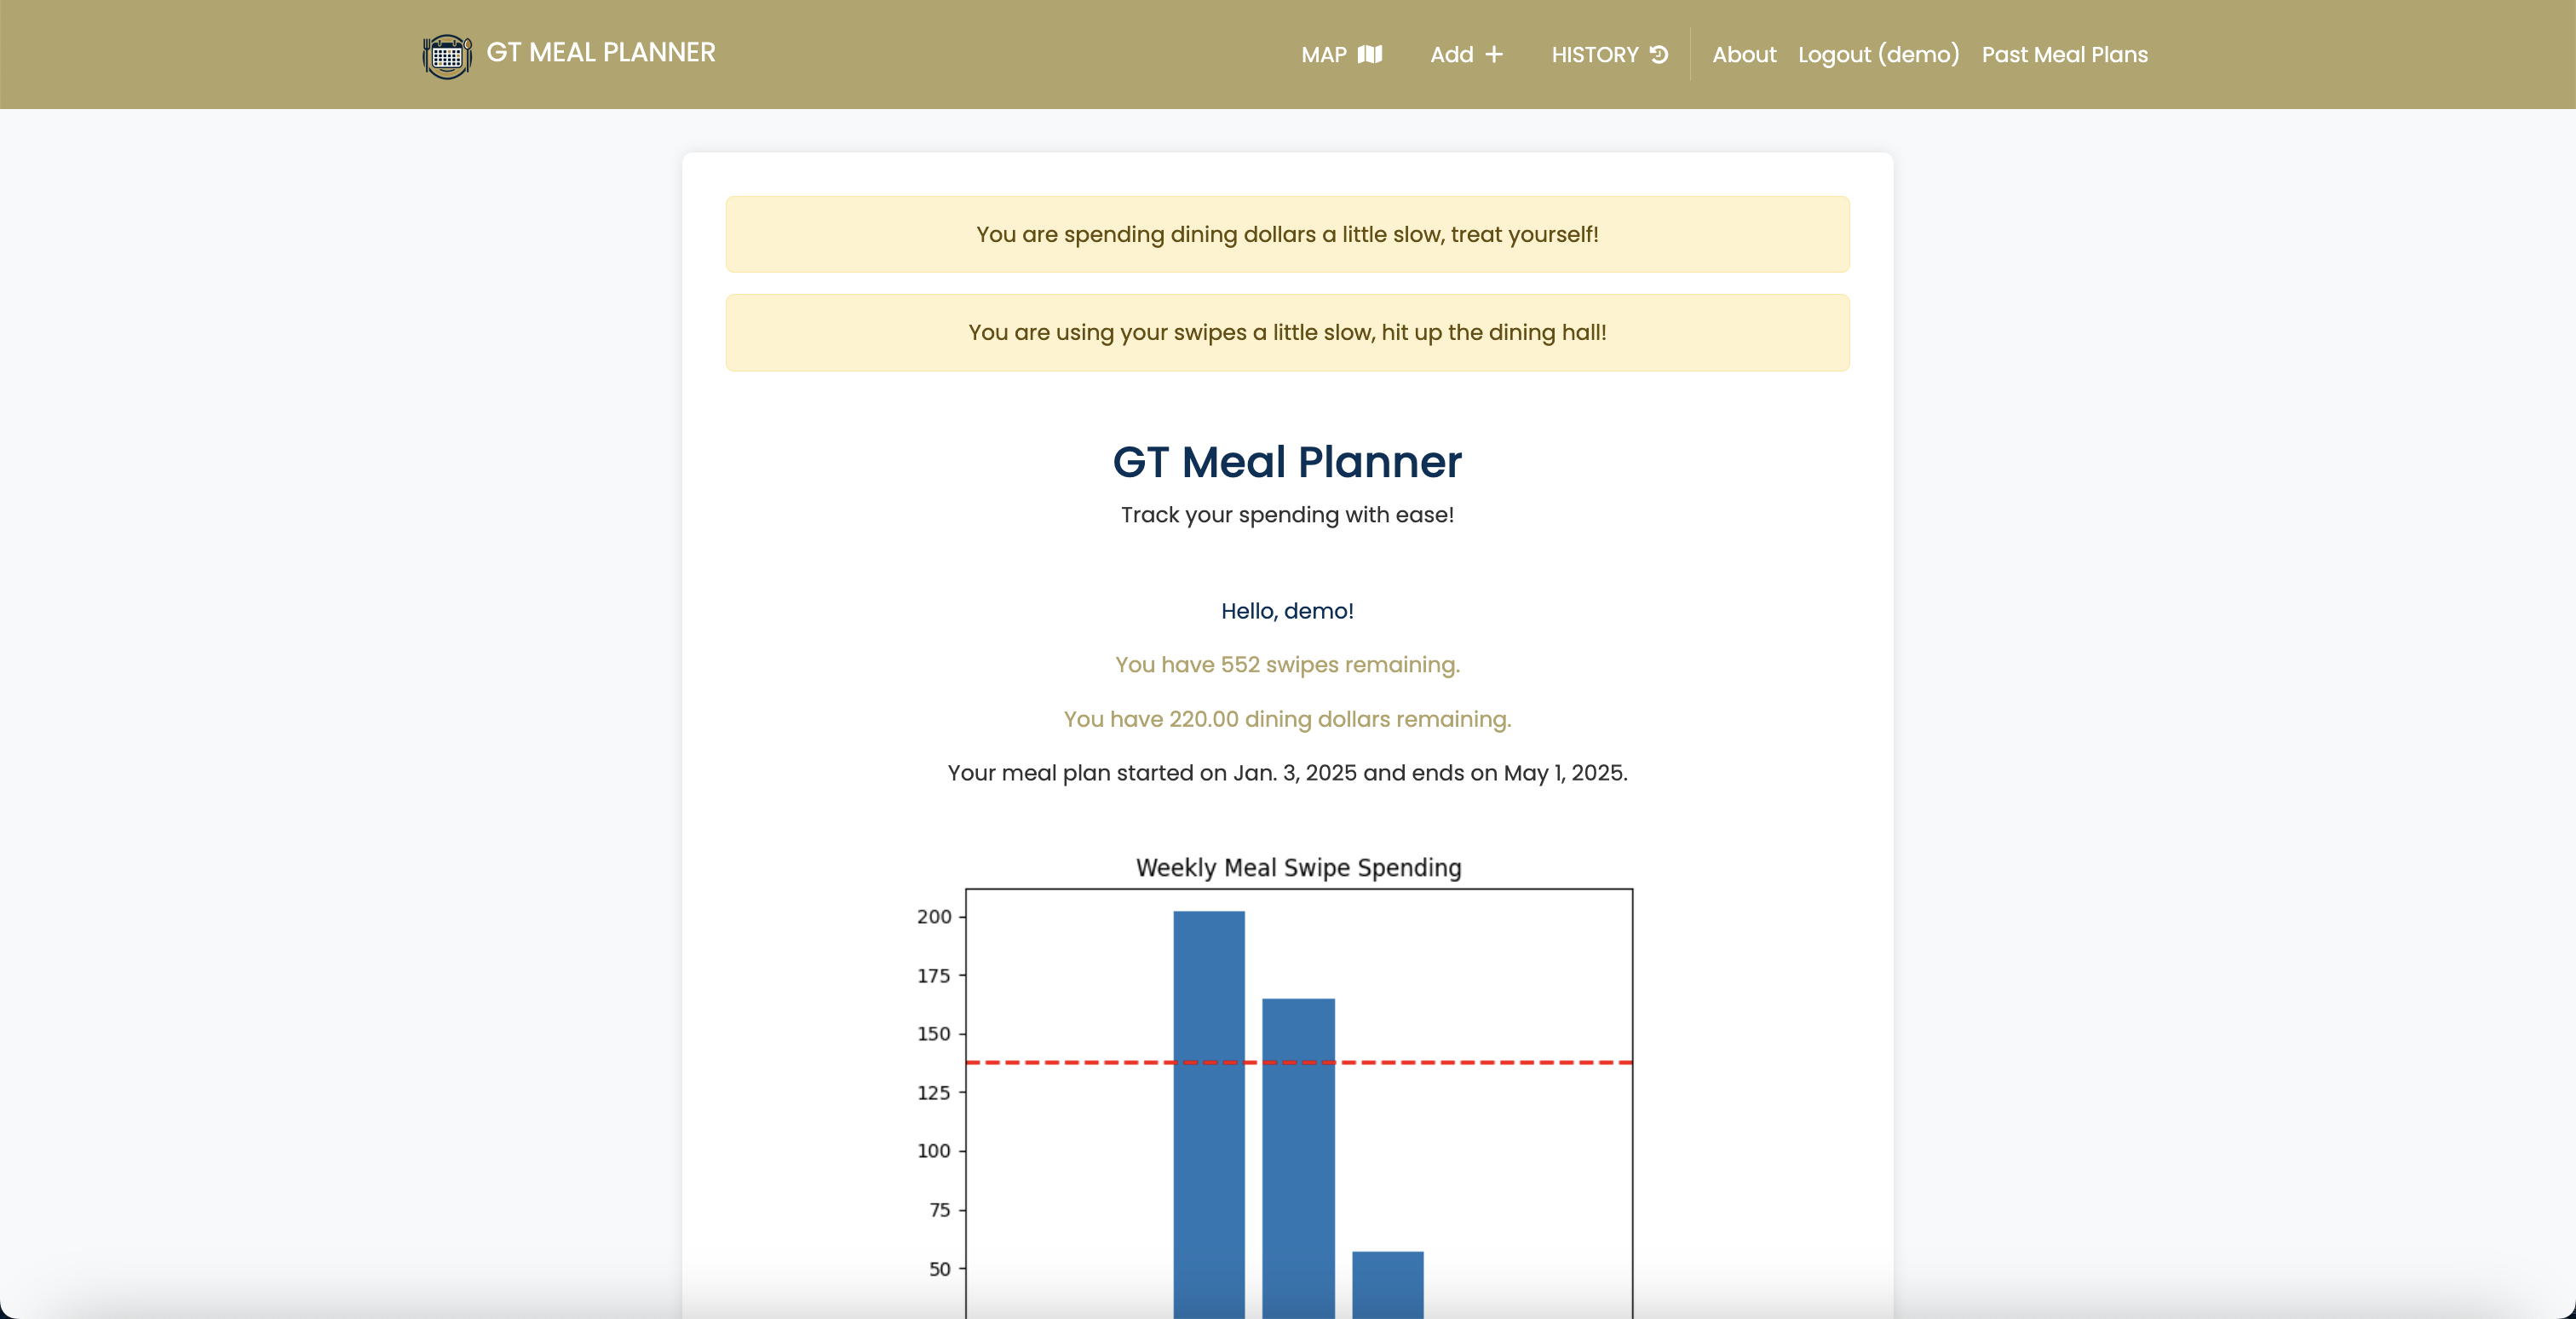 GT MEAL PLANNER
MAP
Add
HISTORY
About
Logout (demo)
Past Meal Plans
You are spending dining dollars a little slow, treat yourself!
You are using your swipes a little slow, hit up the dining hall!
GT Meal Planner
Track your spending with ease!
Hello, demo!
You have 552 swipes remaining.
You have 220.00 dining dollars remaining.
Your meal plan started on Jan. 3, 2025 and ends on May 1, 2025.
Weekly Meal Swipe Spending
200
175
150
125
100
75
50